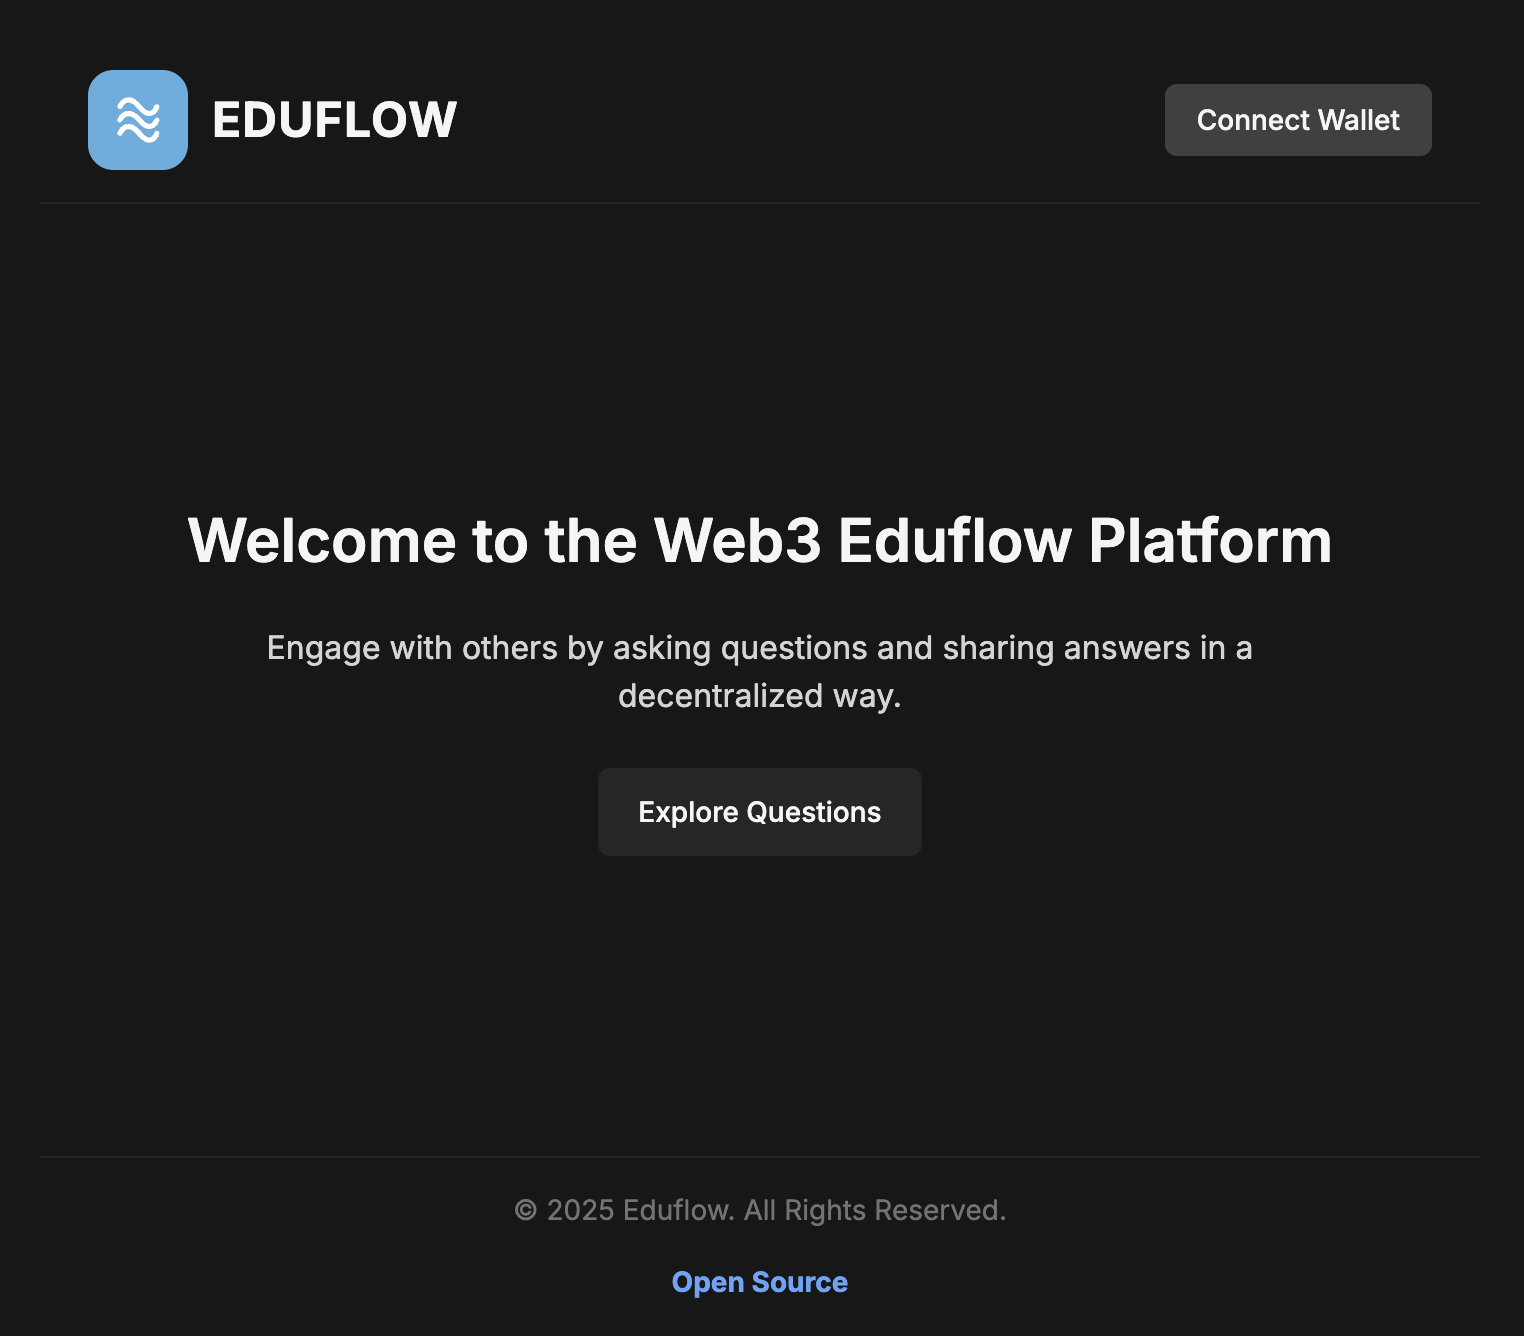 EDUFLOW
Connect Wallet
Welcome to the Web3 Eduflow Platform
Engage with others by asking questions and sharing answers in a
decentralized way.
Explore Questions
© 2025 Eduflow. All Rights Reserved.
Open Source